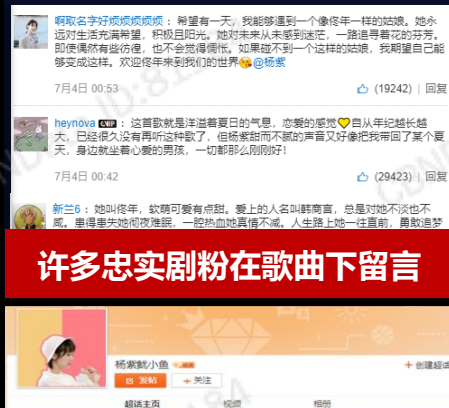 啊取名字好烦烦烦烦烦：希望有一天，我能够遇到一个像佟年一样的姑娘。她永
远对生活充满希望，积极且阳光。她对未来从未感到迷茫，一路追寻着花的芬芳。
即使偶然有些彷徨，也不会觉得惆怅。如果碰不到一个这样的姑娘，我期望自己能
够变成这样。欢迎佟年来到我们的世界@杨紫
7月4日 00:53
(19242) | 回复
heynova：这首歌就是洋溢着夏日的气息，恋爱的感觉💛自从年纪越长越
大，已经很久没有再听这种歌了，但杨紫甜而不腻的声音又好像把我带回了某个夏
天，身边就坐着心爱的男孩，一切都那么刚刚好！
7月4日 00:42
(29423) | 回复
新兰6：她叫佟年，软萌可爱有点甜。爱上的人名叫韩商言，总是对她不淡也不
咸。患得患失她彻夜难眠，一腔热血她真情不减。人生路上她一往直前，勇敢追梦
许多忠实剧粉在歌曲下留言
杨紫鱿小鱼
发帖
+关注
+ 创建超话
超话主页
视频
相册